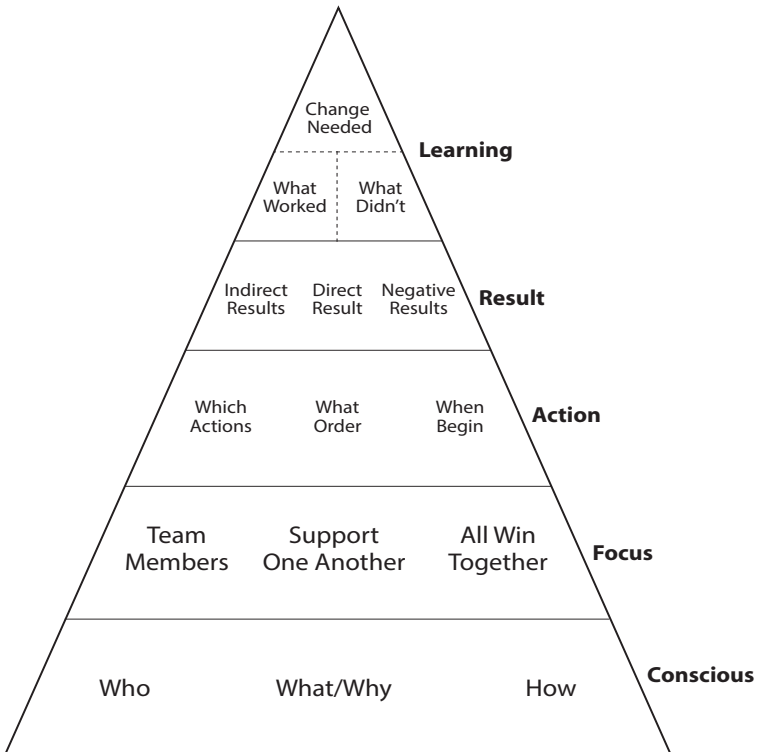 Change
Needed
Learning
What
Worked
What
Didn’t
Indirect
Results
Direct
Result
Negative
Results
Result
Which
Actions
What
Order
When
Begin
Action
Team
Members
Support
One Another
All Win
Together
Focus
Who
What/Why
How
Conscious